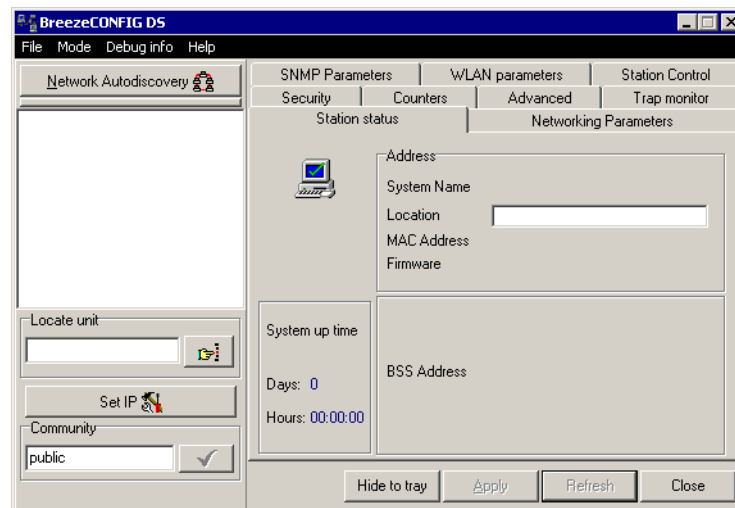 BreezeCONFIG DS
File Mode Debug info Help
Network Autodiscovery
SNMP Parameters WLAN parameters Station Control
Security Counters Advanced Trap monitor
Station status Networking Parameters
Address
System Name
Location
MAC Address
Firmware
Locate unit
System up time
Days: 0
Hours: 00:00:00
BSS Address
Set IP
Community
public
Hide to tray Apply Refresh Close